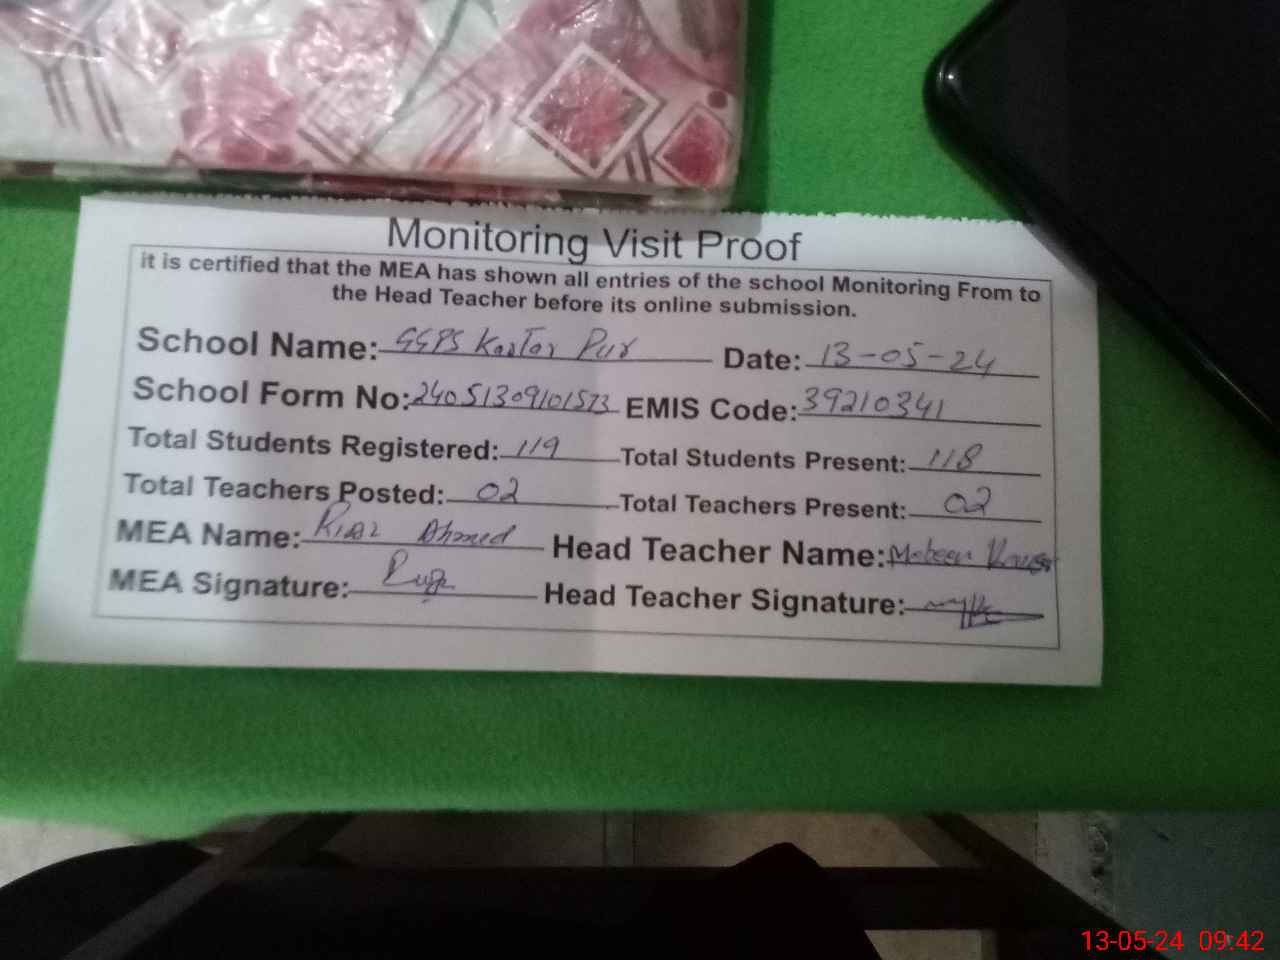 Monitoring Visit Proof
it is certified that the MEA has shown all entries of the school Monitoring From to
the Head Teacher before its online submission.
School Name: GGPS Kartar Pur Date: 13-05-24
School Form No: 24051309101573 EMIS Code: 39210341
Total Students Registered: 119 Total Students Present: 118
Total Teachers Posted: 02 Total Teachers Present: 02
MEA Name: Riaz Ahmed Head Teacher Name: Mobeen
MEA Signature: Head Teacher Signature:
13-05-24 09:42